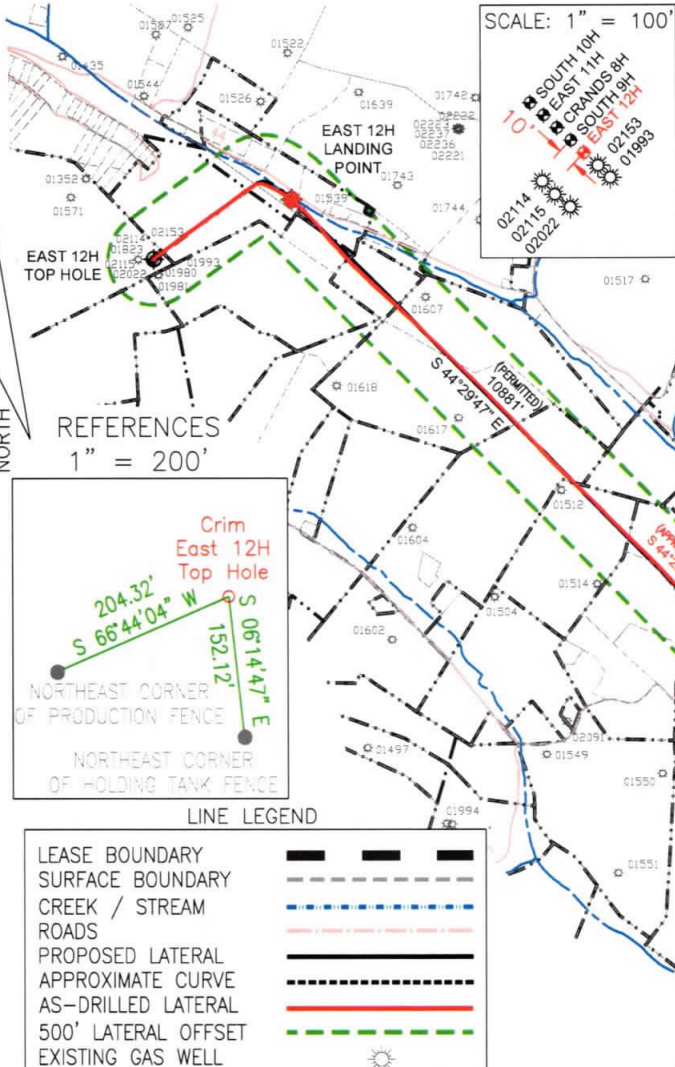 SCALE: 1" = 100'
SOUTH 10H
EAST 11H
CRANDS 8H
SOUTH 9H
EAST 12H
10'
02153
01993
02114
02115
02022
01525
01435
01522
01544
01526
01639
01742
02222
02223
02237
02236
02221
EAST 12H
LANDING
POINT
01352
01571
01539
01743
01744
EAST 12H
TOP HOLE
02114
02153
01823
02115
01993
02022
01980
01981
01517
01607
NORTH
01618
01617
(PERMITTED)
10881'
S 44°29'47" E
01512
01604
01514
01504
01602
REFERENCES
1" = 200'
Crim
East 12H
Top Hole
204.32'
S 66°44'04" W
S 06°14'47" E
152.12'
NORTHEAST CORNER
OF PRODUCTION FENCE
NORTHEAST CORNER
OF HOLDING TANK FENCE
01497
02091
01549
01550
01994
01551
LINE LEGEND
LEASE BOUNDARY
SURFACE BOUNDARY
CREEK / STREAM
ROADS
PROPOSED LATERAL
APPROXIMATE CURVE
AS-DRILLED LATERAL
500' LATERAL OFFSET
EXISTING GAS WELL